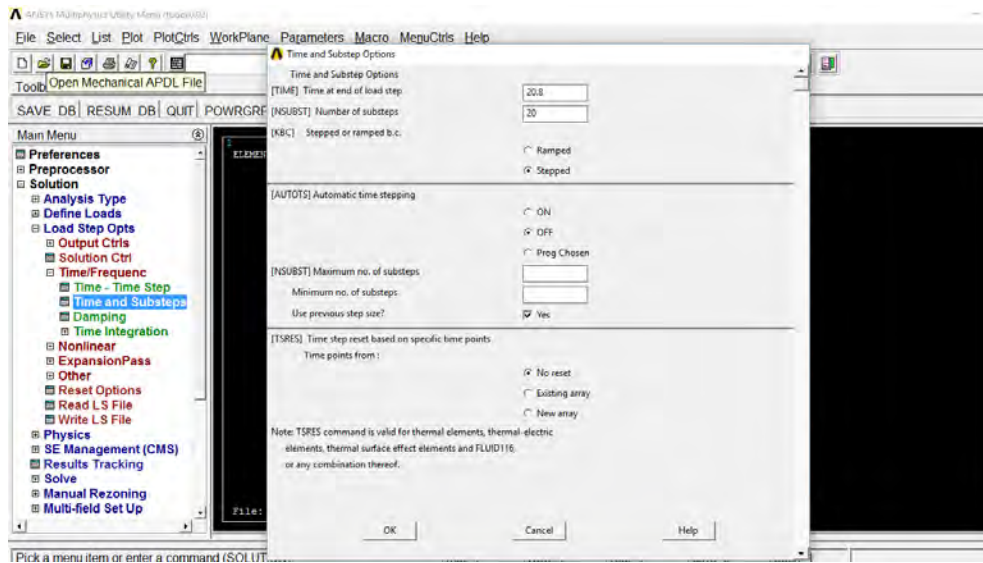 ANSYS Multiphysics Utility Menu
File Select List Plot PlotCtrls WorkPlane Parameters Macro MenuCtrls Help
Open Mechanical APDL File
Toolb
SAVE_DB RESUM_DB QUIT POWRGRF
Main Menu
Preferences
Preprocessor
Solution
Analysis Type
Define Loads
Load Step Opts
Output Ctrls
Solution Ctrl
Time/Frequenc
Time - Time Step
Time and Substeps
Damping
Time Integration
Nonlinear
ExpansionPass
Other
Reset Options
Read LS File
Write LS File
Physics
SE Management (CMS)
Results Tracking
Solve
Manual Rezoning
Multi-field Set Up
1
ELEMEN
File:
Time and Substep Options
Time and Substep Options
[TIME] Time at end of load step 20.8
[NSUBST] Number of substeps 20
[KBC] Stepped or ramped b.c.
Ramped
Stepped
[AUTOTS] Automatic time stepping
ON
OFF
Prog Chosen
[NSUBST] Maximum no. of substeps
Minimum no. of substeps
Use previous step size? Yes
[TSRES] Time step reset based on specific time points
Time points from :
No reset
Existing array
New array
Note: TSRES command is valid for thermal elements, thermal-electric
elements, thermal surface effect elements and FLUID116,
or any combination thereof.
OK Cancel Help
Pick a menu item or enter a command (SOLUT